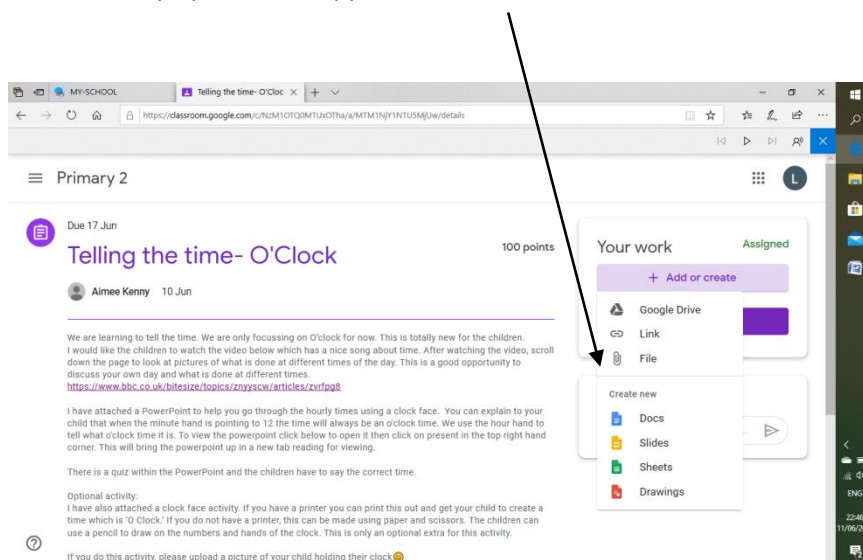 MY-SCHOOL
Telling the time- O'Cloc
https://classroom.google.com/c/NzM1OTQ0MTUxOTha/a/MTM1NjY1NTU5MjUw/details
Primary 2
L
Due 17 Jun
Telling the time- O'Clock
100 points
Aimee Kenny 10 Jun
We are learning to tell the time. We are only focussing on O'clock for now. This is totally new for the children.
I would like the children to watch the video below which has a nice song about time. After watching the video, scroll
down the page to look at pictures of what is done at different times of the day. This is a good opportunity to
discuss your own day and what is done at different times.
https://www.bbc.co.uk/bitesize/topics/znyyscw/articles/zvrfpg8
I have attached a PowerPoint to help you go through the hourly times using a clock face. You can explain to your
child that when the minute hand is pointing to 12 the time will always be an o'clock time. We use the hour hand to
tell what o'clock time it is. To view the powerpoint click below to open it then click on present in the top right hand
corner. This will bring the powerpoint up in a new tab reading for viewing.
There is a quiz within the PowerPoint and the children have to say the correct time.
Optional activity:
I have also attached a clock face activity. If you have a printer you can print this out and get your child to create a
time which is 'O Clock.' If you do not have a printer, this can be made using paper and scissors. The children can
use a pencil to draw on the numbers and hands of the clock. This is only an optional extra for this activity.
If you do this activity, please upload a picture of your child holding their clock😄
Your work
Assigned
+ Add or create
Google Drive
Link
File
Create new
Docs
Slides
Sheets
Drawings
ENG
22:46